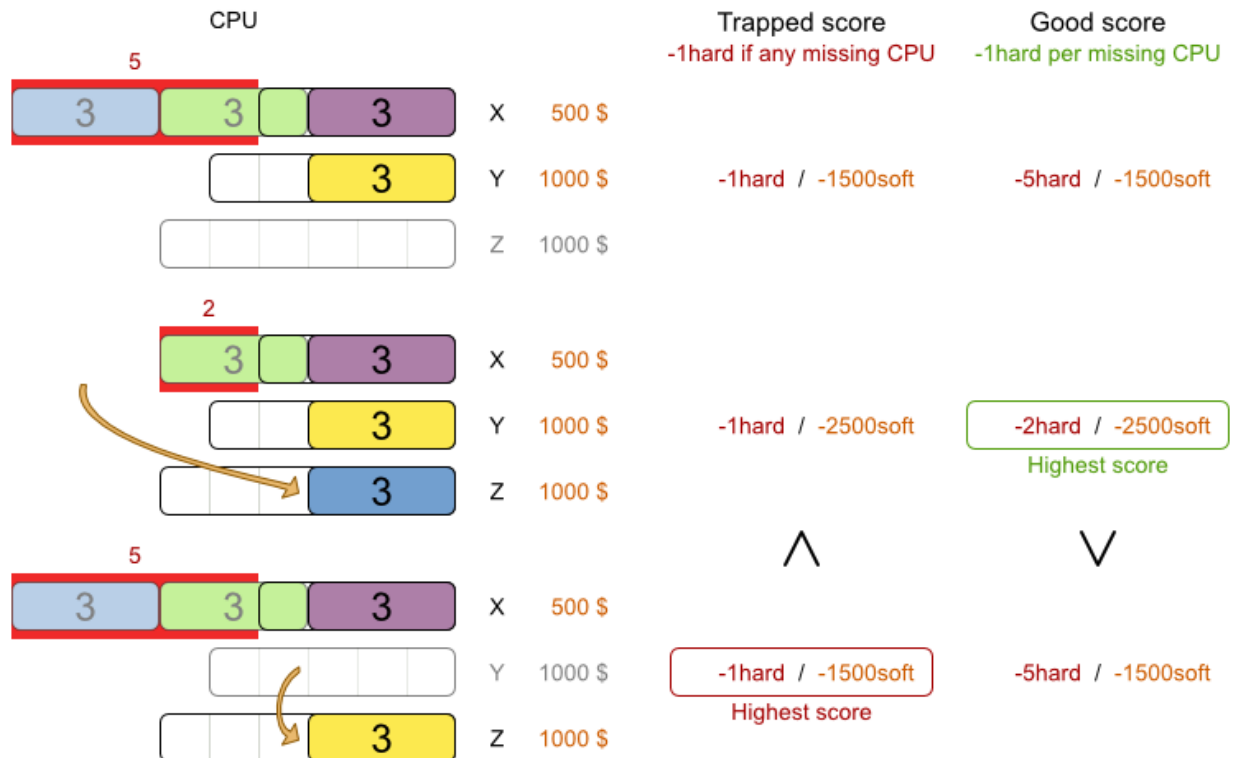 CPU Trapped score Good score
-1hard if any missing CPU -1hard per missing CPU
5
3 3 3 X 500 $
3 Y 1000 $ -1hard / -1500soft -5hard / -1500soft
Z 1000 $
2
3 3 X 500 $
3 Y 1000 $ -1hard / -2500soft -2hard / -2500soft
Highest score
3 Z 1000 $
5 < >
3 3 3 X 500 $
Y 1000 $ -1hard / -1500soft -5hard / -1500soft
Highest score
3 Z 1000 $